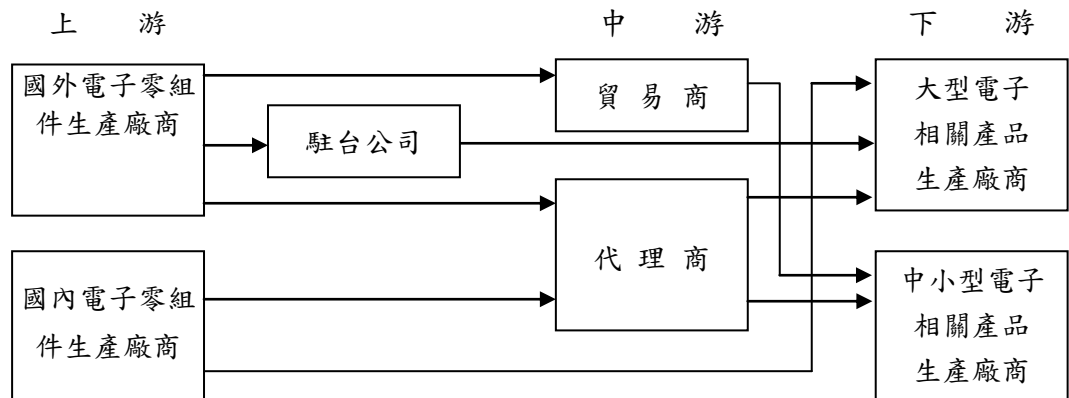 上 游
中 游
下 游
國外電子零組
件生產廠商
駐台公司
貿易商
大型電子
相關產品
生產廠商
國內電子零組
件生產廠商
代理商
中小型電子
相關產品
生產廠商